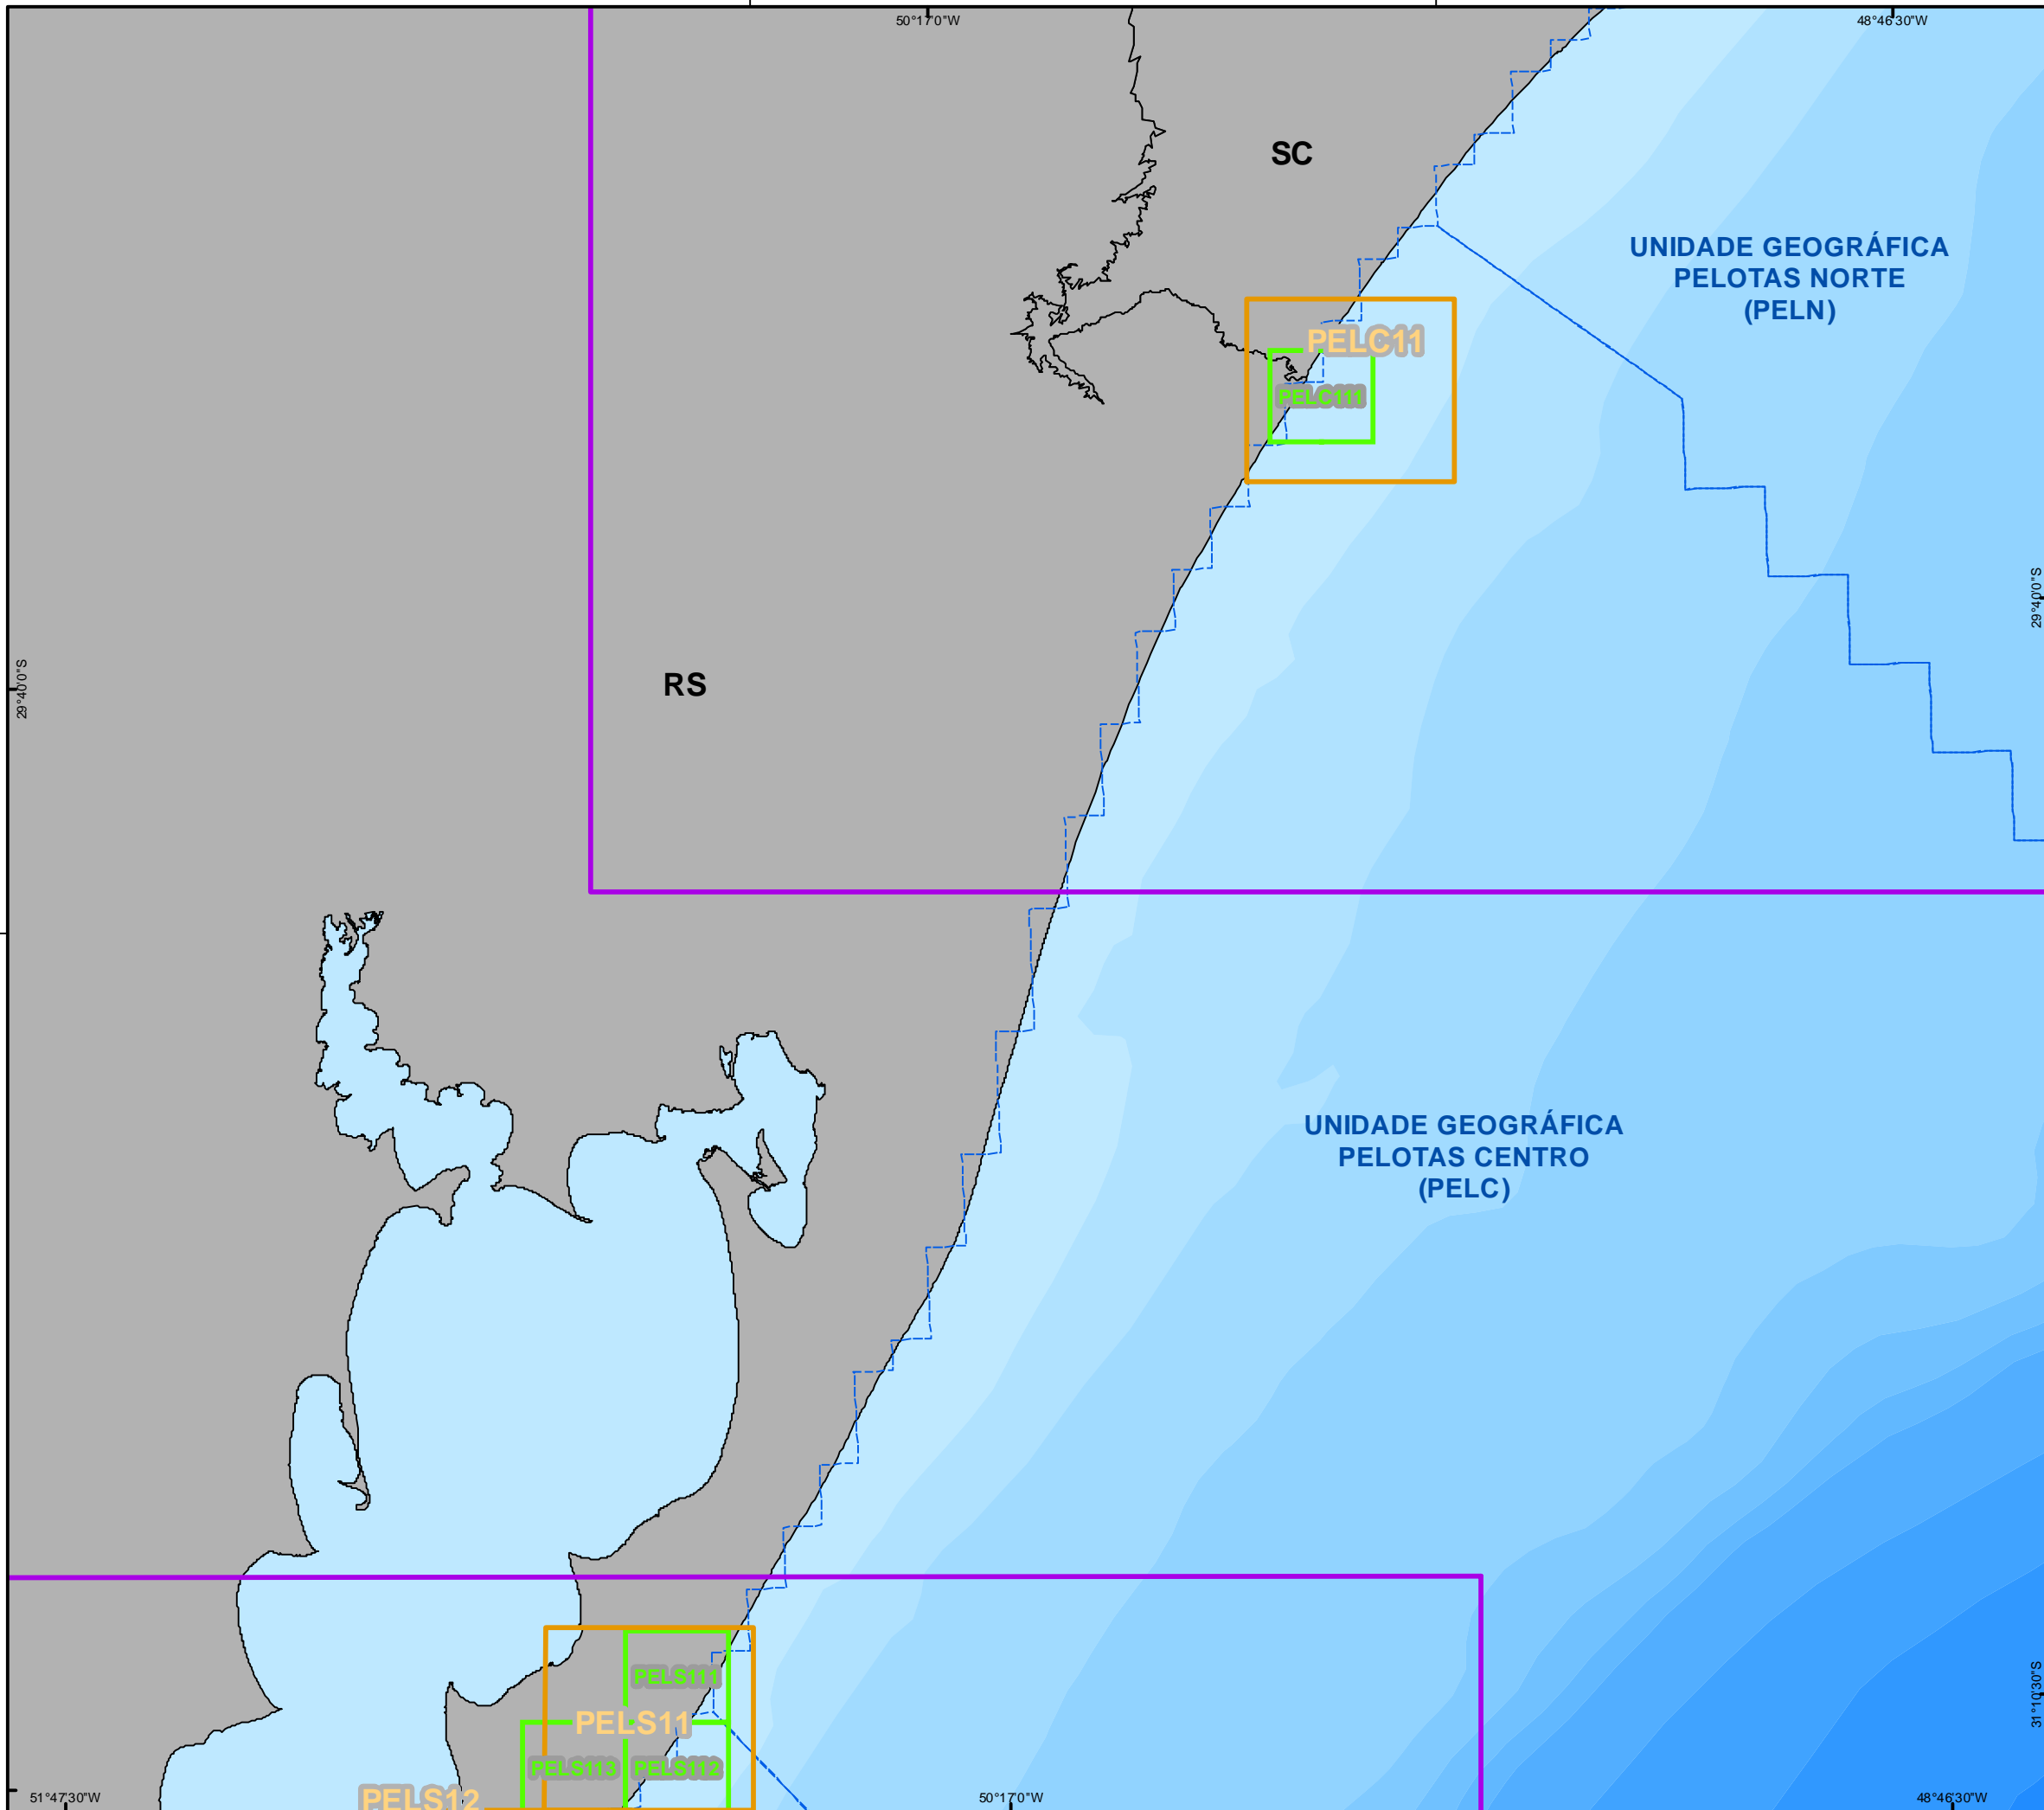 50°17'0"W
48°46'30"W
SC
UNIDADE GEOGRÁFICA
PELOTAS NORTE
(PELN)
PELC11
PELC111
29°40'0"S
29°40'0"S
RS
UNIDADE GEOGRÁFICA
PELOTAS CENTRO
(PELC)
PELS111
31°10'30"S
PELS11
PELS113
PELS112
PELS12
51°47'30"W
50°17'0"W
48°46'30"W